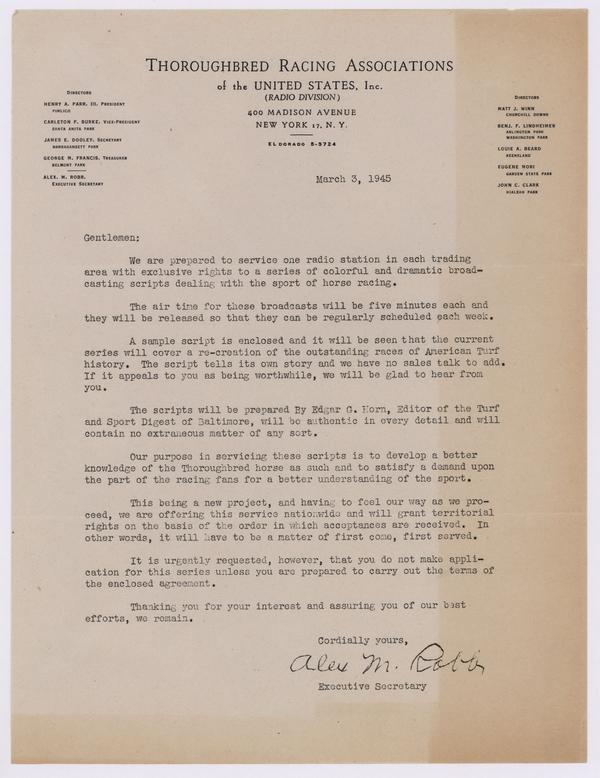 THOROUGHBRED RACING ASSOCIATIONS
of the UNITED STATES, Inc.
(RADIO DIVISION)
400 MADISON AVENUE
NEW YORK 17, N. Y.
ELDORADO 5-3724
DIRECTORS
HENRY A. PARR, III, PRESIDENT
PIMLICO
CARLETON F. BURKE, VICE-PRESIDENT
SANTA ANITA PARK
JAMES E. DOOLEY, SECRETARY
NARRAGANSETT PARK
GEORGE M. FRANCIS, TREASURER
BELMONT PARK
ALEX. M. ROBB,
EXECUTIVE SECRETARY
DIRECTORS
MATT J. WINN
CHURCHILL DOWNS
BENJ. F. LINDHEIMER
ARLINGTON PARK
WASHINGTON PARK
LOUIE A. BEARD
KEENELAND
EUGENE MORI
GARDEN STATE PARK
JOHN C. CLARK
HIALEAH PARK
March 3, 1945
Gentlemen:
We are prepared to service one radio station in each trading
area with exclusive rights to a series of colorful and dramatic broad-
casting scripts dealing with the sport of horse racing.
The air time for these broadcasts will be five minutes each and
they will be released so that they can be regularly scheduled each week.
A sample script is enclosed and it will be seen that the current
series will cover a re-creation of the outstanding races of American Turf
history. The script tells its own story and we have no sales talk to add.
If it appeals to you as being worthwhile, we will be glad to hear from
you.
The scripts will be prepared By Edgar G. Horn, Editor of the Turf
and Sport Digest of Baltimore, will be authentic in every detail and will
contain no extraneous matter of any sort.
Our purpose in servicing these scripts is to develop a better
knowledge of the Thoroughbred horse as such and to satisfy a demand upon
the part of the racing fans for a better understanding of the sport.
This being a new project, and having to feel our way as we pro-
ceed, we are offering this service nationwide and will grant territorial
rights on the basis of the order in which acceptances are received. In
other words, it will have to be a matter of first come, first served.
It is urgently requested, however, that you do not make appli-
cation for this series unless you are prepared to carry out the terms of
the enclosed agreement.
Thanking you for your interest and assuring you of our best
efforts, we remain.
Cordially yours,
Alex M. Robb
Executive Secretary